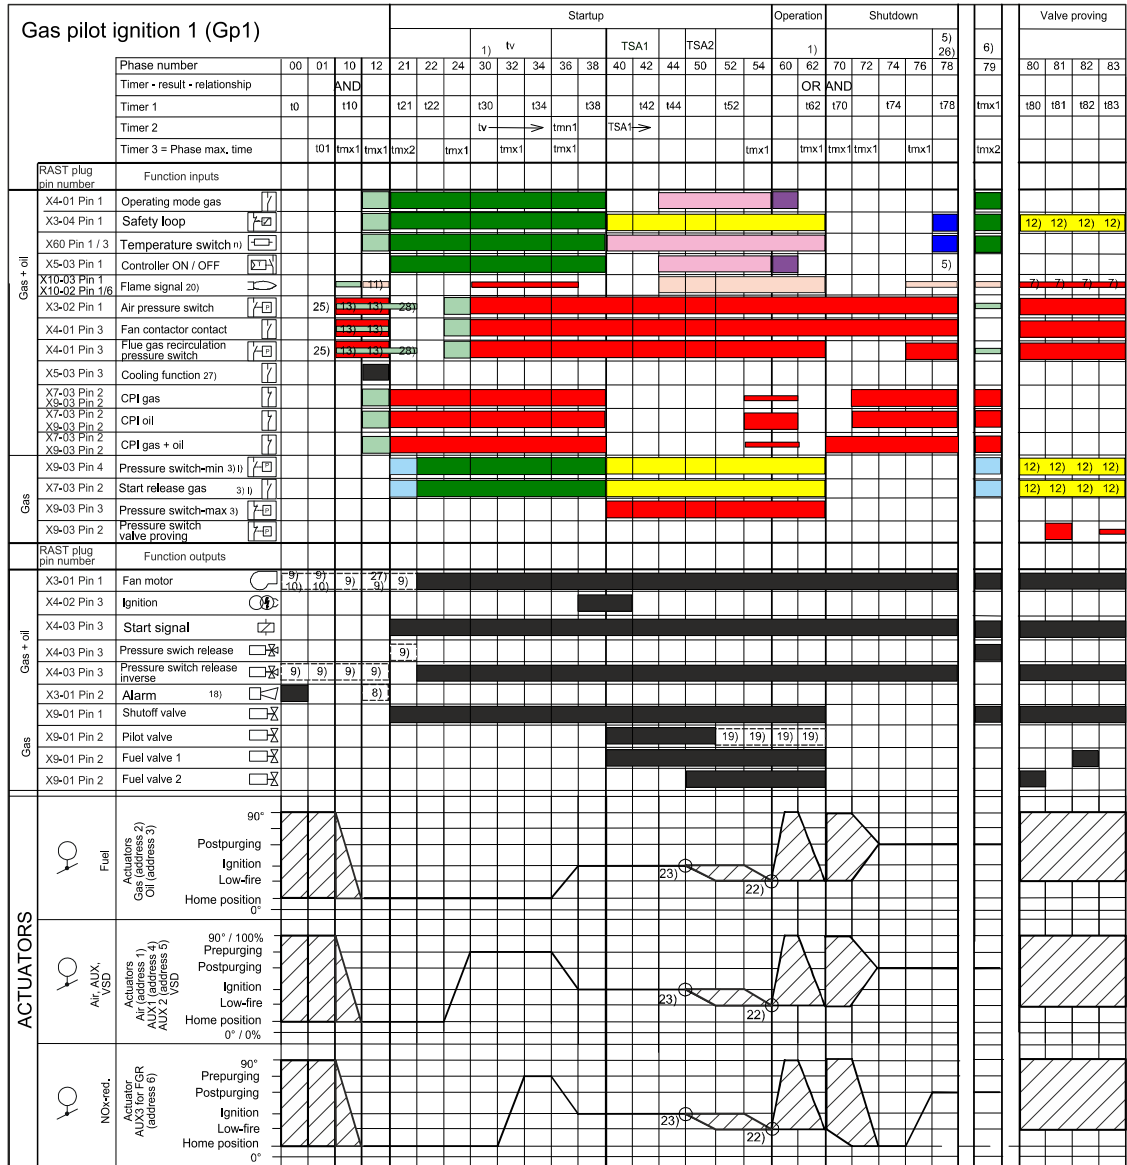 Gas pilot ignition 1 (Gp1)
Startup Operation Shutdown Valve proving
1) tv TSA1 TSA2 1) 5) 26) 6)
Phase number 00 01 10 12 21 22 24 30 32 34 36 38 40 42 44 50 52 54 60 62 70 72 74 76 78 79 80 81 82 83
Timer - result - relationship AND OR AND
Timer 1 t0 t10 t21 t22 t30 t34 t38 t42 t44 t52 t62 t70 t74 t78 tmx1 t80 t81 t82 t83
Timer 2 tv tmn1 TSA1
Timer 3 = Phase max. time t01 tmx1 tmx1 tmx2 tmx1 tmx1 tmx1 tmx1 tmx1 tmx1 tmx1 tmx1 tmx2
RAST plug
pin number Function inputs
Gas + oil
X4-01 Pin 1 Operating mode gas
X3-04 Pin 1 Safety loop 12) 12) 12) 12)
X60 Pin 1 / 3 Temperature switch n)
X5-03 Pin 1 Controller ON / OFF 5)
X10-03 Pin 1
X10-02 Pin 1/6 Flame signal 20) 11) 7) 7) 7) 7)
X3-02 Pin 1 Air pressure switch P 25) 13) 13) 28)
X4-01 Pin 3 Fan contactor contact 13) 13)
X4-01 Pin 3 Flue gas recirculation
pressure switch P 25) 13) 13) 28)
X5-03 Pin 3 Cooling function 27)
X7-03 Pin 2
X9-03 Pin 2 CPI gas
X7-03 Pin 2
X9-03 Pin 2 CPI oil
X7-03 Pin 2
X9-03 Pin 2 CPI gas + oil
Gas
X9-03 Pin 4 Pressure switch-min 3) l) P 12) 12) 12) 12)
X7-03 Pin 2 Start release gas 3) l) 12) 12) 12) 12)
X9-03 Pin 3 Pressure switch-max 3) P
X9-03 Pin 2 Pressure switch
valve proving P
RAST plug
pin number Function outputs
Gas + oil
X3-01 Pin 1 Fan motor 9) 10) 9) 10) 9) 27) 9) 9)
X4-02 Pin 3 Ignition
X4-03 Pin 3 Start signal
X4-03 Pin 3 Pressure swich release 9)
X4-03 Pin 3 Pressure switch release
inverse 9) 9) 9) 9)
X3-01 Pin 2 Alarm 18) 8)
Gas
X9-01 Pin 1 Shutoff valve
X9-01 Pin 2 Pilot valve 19) 19) 19) 19)
X9-01 Pin 2 Fuel valve 1
X9-01 Pin 2 Fuel valve 2
ACTUATORS
Fuel
Actuators
Gas (address 2)
Oil (address 3)
90°
Postpurging
Ignition
Low-fire
Home position
0°
23) 22)
Air, AUX,
VSD
Actuators
Air (address 1)
AUX1 (address 4)
AUX 2 (address 5)
VSD
90° / 100%
Prepurging
Postpurging
Ignition
Low-fire
Home position
0° / 0%
23) 22)
NOx-red.
Actuator
AUX3 for FGR
(address 6)
90°
Prepurging
Postpurging
Ignition
Low-fire
Home position
0°
23) 22)